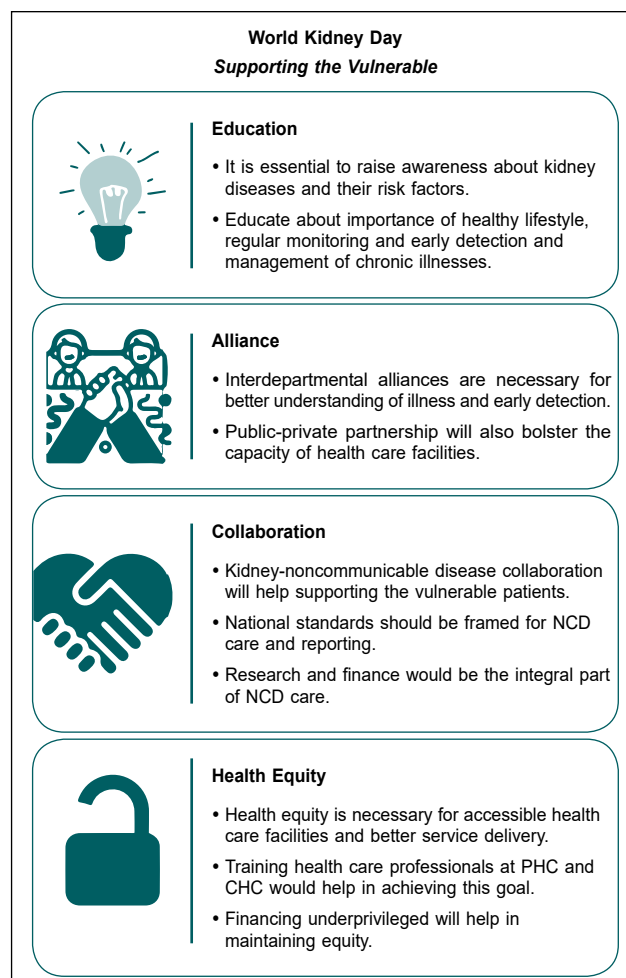 World Kidney Day
Supporting the Vulnerable
Education
• It is essential to raise awareness about kidney
diseases and their risk factors.
• Educate about importance of healthy lifestyle,
regular monitoring and early detection and
management of chronic illnesses.
Alliance
• Interdepartmental alliances are necessary for
better understanding of illness and early detection.
• Public-private partnership will also bolster the
capacity of health care facilities.
Collaboration
• Kidney-noncommunicable disease collaboration
will help supporting the vulnerable patients.
• National standards should be framed for NCD
care and reporting.
• Research and finance would be the integral part
of NCD care.
Health Equity
• Health equity is necessary for accessible health
care facilities and better service delivery.
• Training health care professionals at PHC and
CHC would help in achieving this goal.
• Financing underprivileged will help in
maintaining equity.